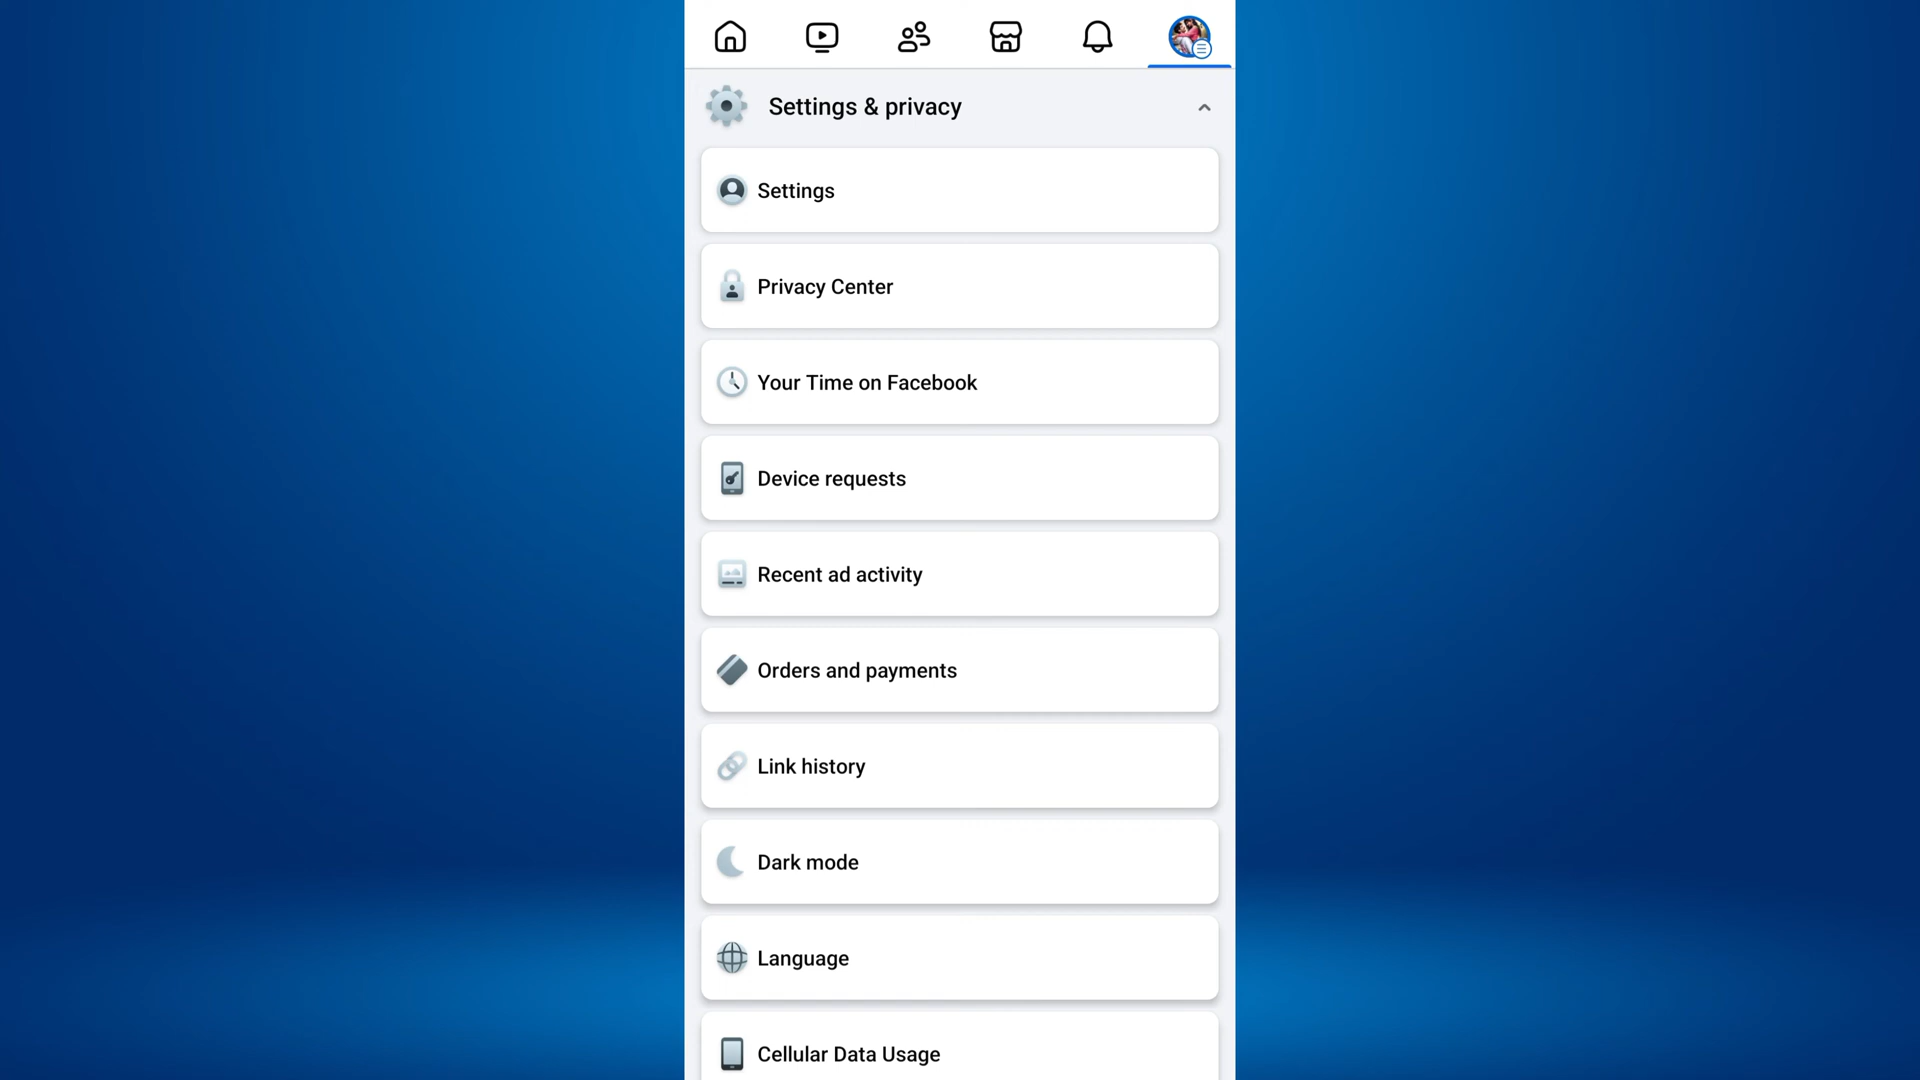 Settings & privacy
Settings
Privacy Center
Your Time on Facebook
Device requests
Recent ad activity
Orders and payments
Link history
Dark mode
Language
Cellular Data Usage